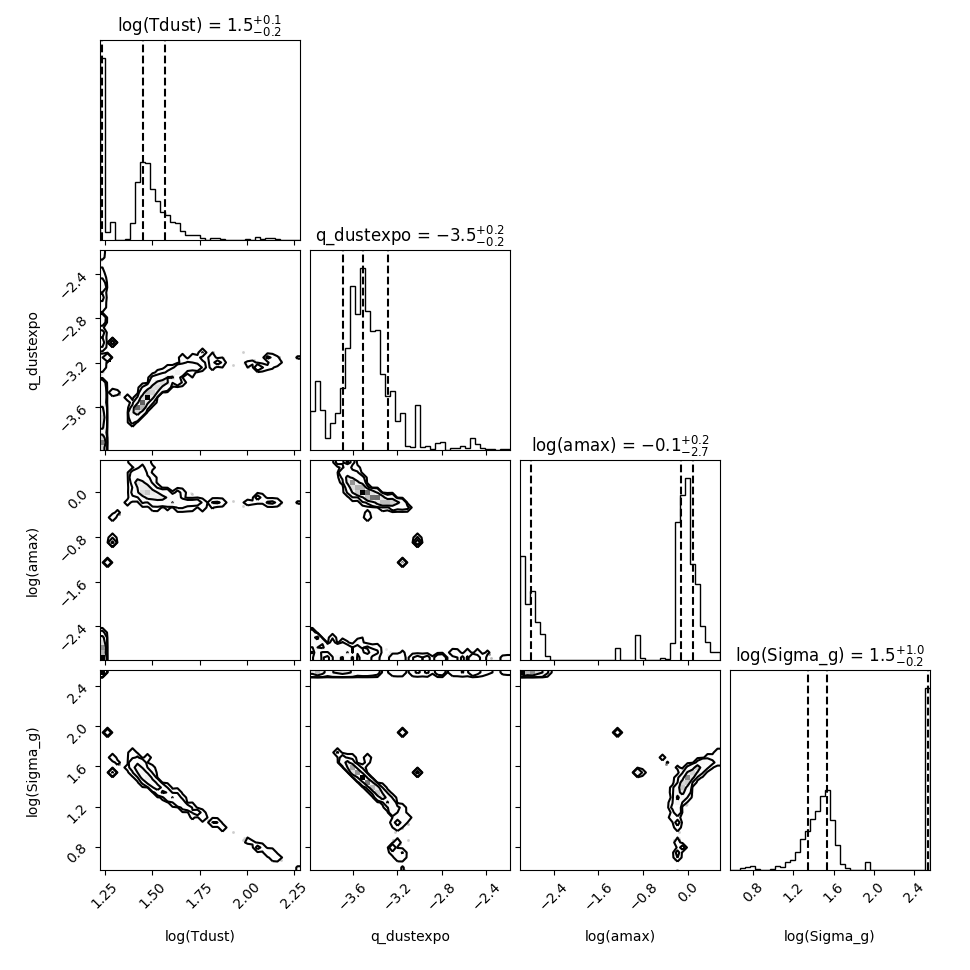 log(Tdust) = 1.5+0.1−0.2
q_dustexpo = −3.5+0.2−0.2
−2.4
−2.8
−3.2
−3.6
q_dustexpo
log(amax) = −0.1+0.2−2.7
0.0
−0.8
−1.6
−2.4
log(amax)
log(Sigma_g) = 1.5+1.0−0.2
2.4
2.0
1.6
1.2
0.8
log(Sigma_g)
1.25 1.50 1.75 2.00 2.25 −3.6 −3.2 −2.8 −2.4 −2.4 −1.6 −0.8 0.0 0.8 1.2 1.6 2.0 2.4
log(Tdust) q_dustexpo log(amax) log(Sigma_g)